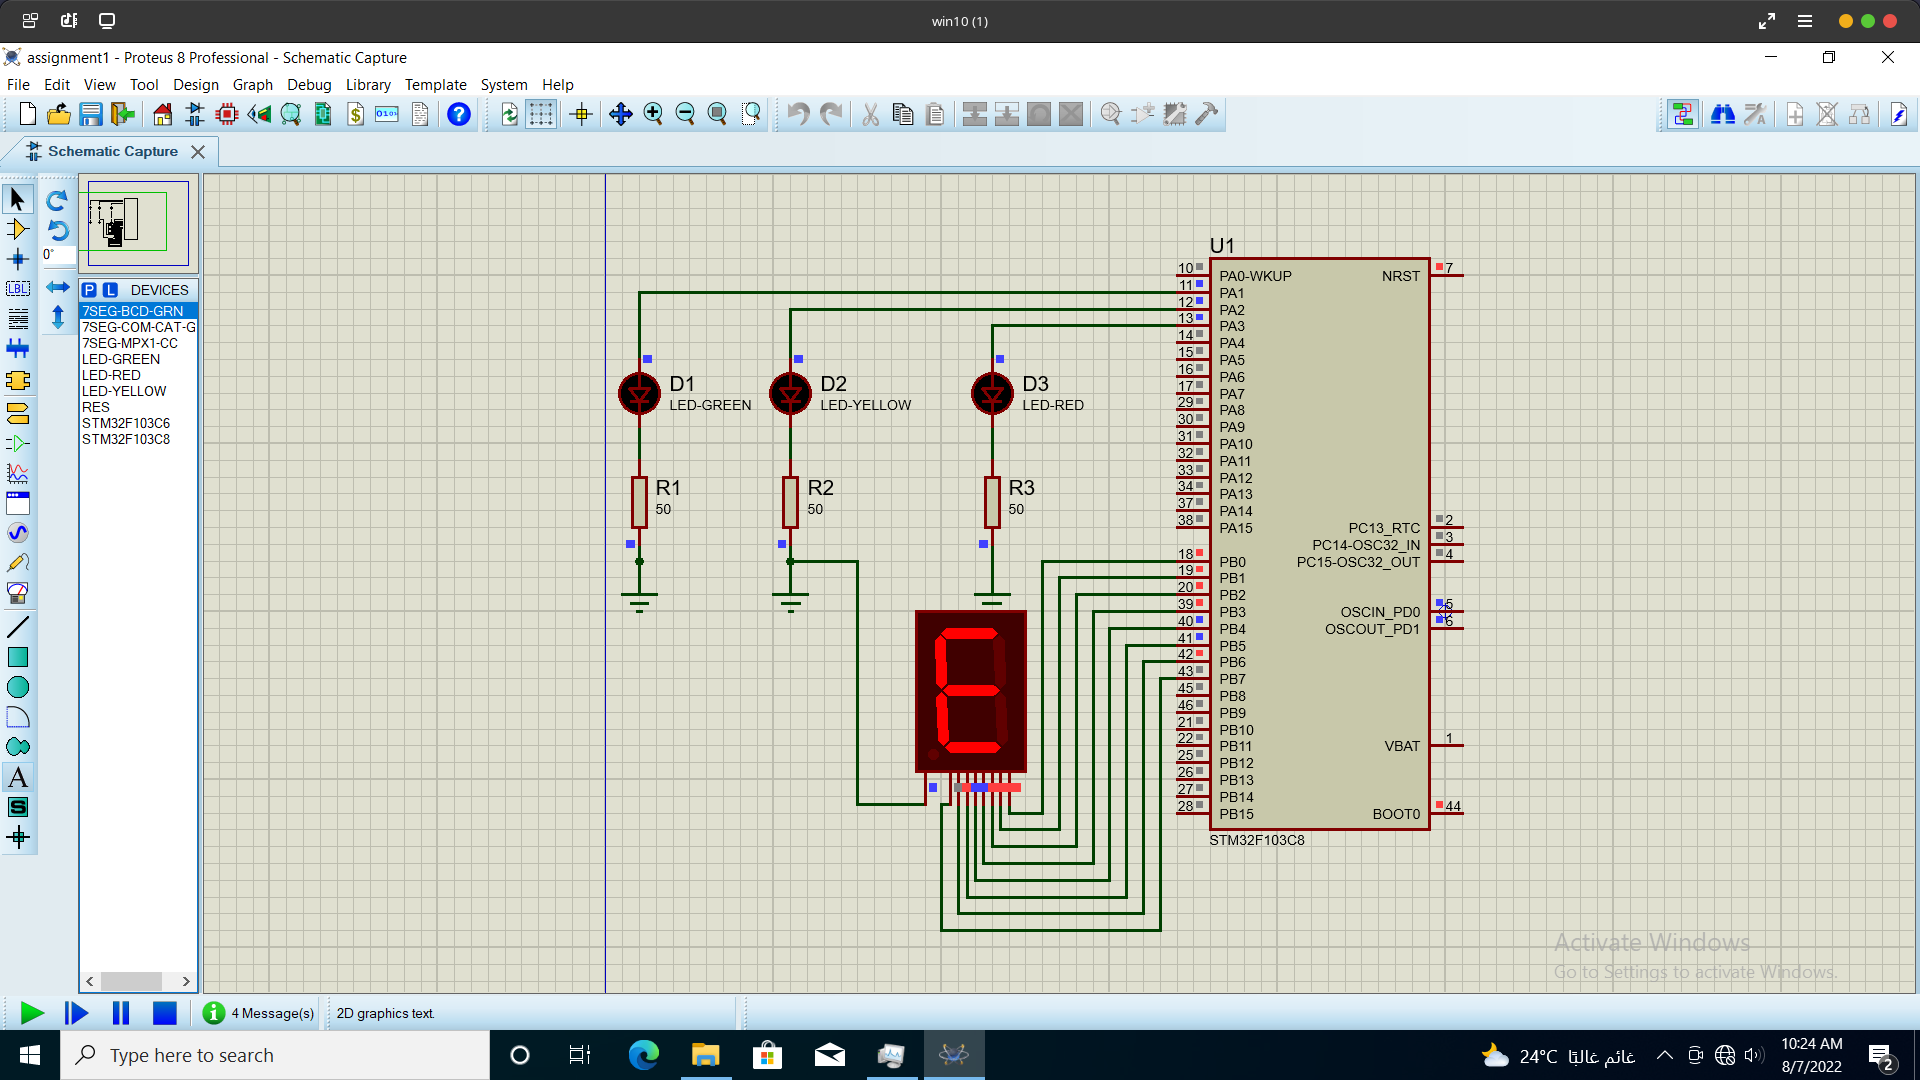 win10 (1)
assignment1 - Proteus 8 Professional - Schematic Capture
File Edit View Tool Design Graph Debug Library Template System Help
Schematic Capture
0°
P L DEVICES
7SEG-BCD-GRN
7SEG-COM-CAT-G
7SEG-MPX1-CC
LED-GREEN
LED-RED
LED-YELLOW
RES
STM32F103C6
STM32F103C8
LBL
A
S
D1
LED-GREEN
D2
LED-YELLOW
D3
LED-RED
R1
50
R2
50
R3
50
U1
10 PA0-WKUP
11 PA1
12 PA2
13 PA3
14 PA4
15 PA5
16 PA6
17 PA7
29 PA8
30 PA9
31 PA10
32 PA11
33 PA12
34 PA13
37 PA14
38 PA15
18 PB0
19 PB1
20 PB2
39 PB3
40 PB4
41 PB5
42 PB6
43 PB7
45 PB8
46 PB9
21 PB10
22 PB11
25 PB12
26 PB13
27 PB14
28 PB15
NRST 7
PC13_RTC 2
PC14-OSC32_IN 3
PC15-OSC32_OUT 4
OSCIN_PD0 5
OSCOUT_PD1 6
VBAT 1
BOOT0 44
STM32F103C8
E
Activate Windows
Go to Settings to activate Windows.
4 Message(s) 2D graphics text.
Type here to search
24°C غائم غالبًا
10:24 AM
8/7/2022
2